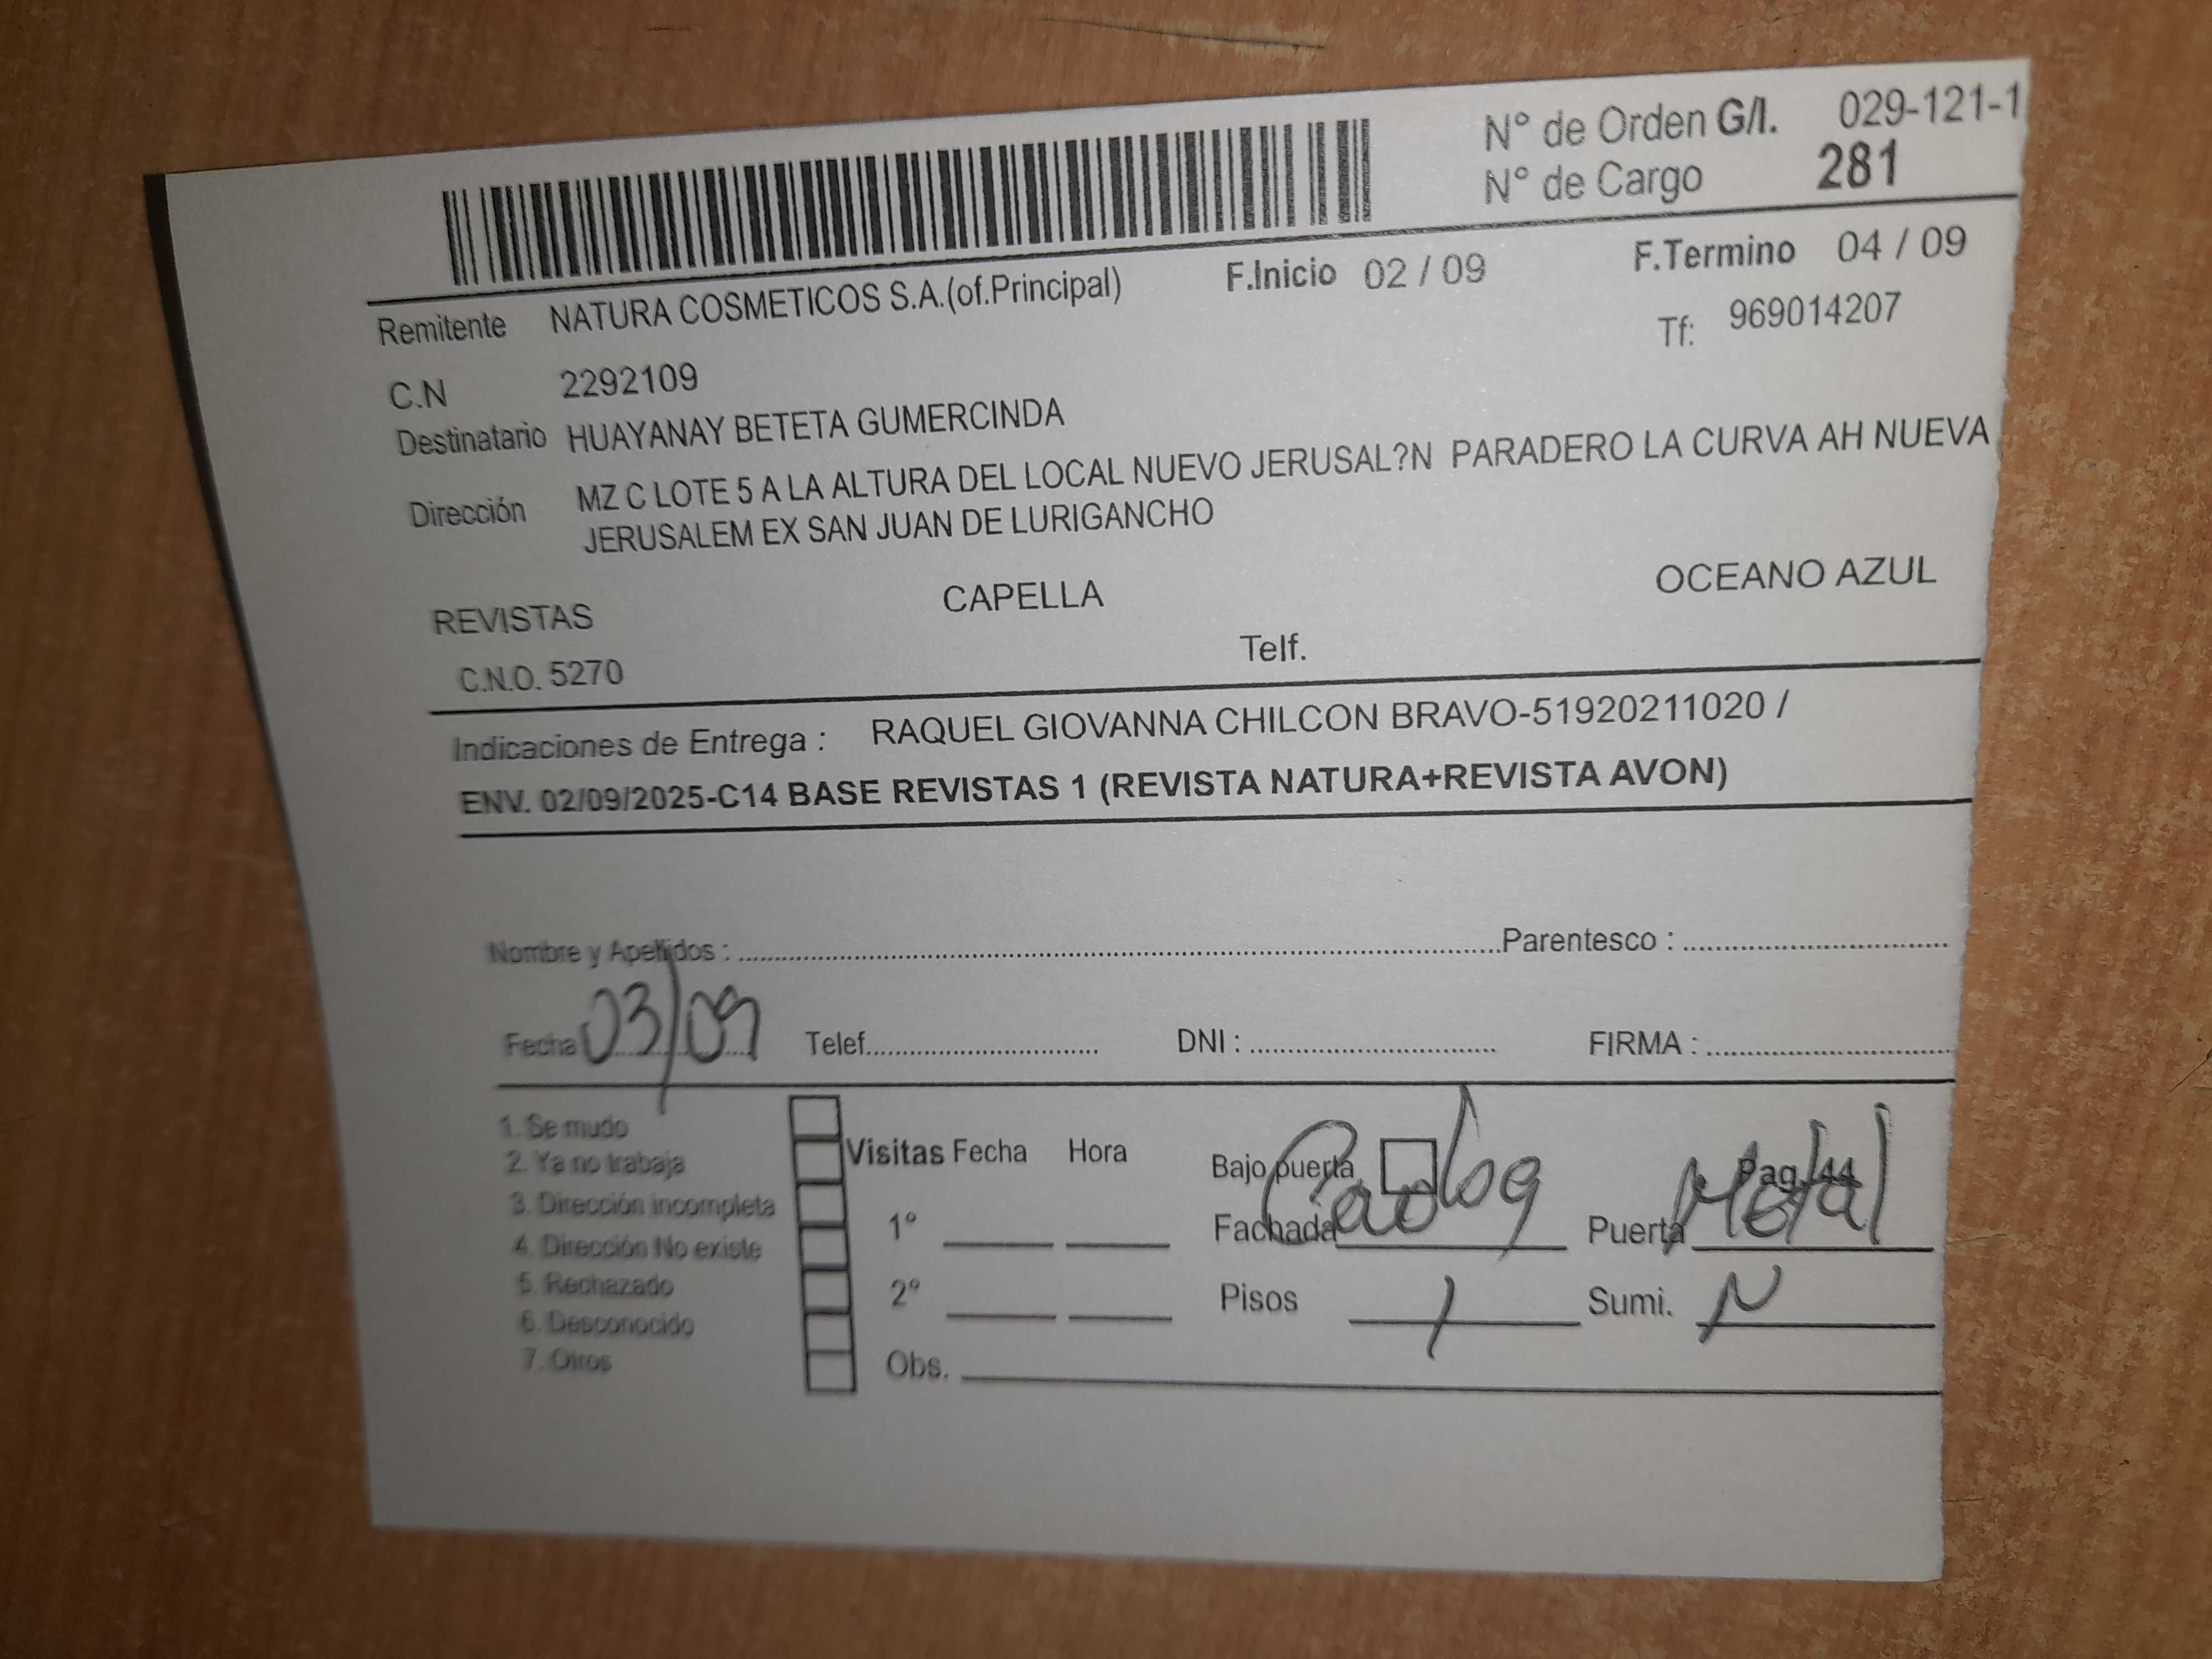 N° de Orden G/I. 029-121-1
N° de Cargo 281
Remitente NATURA COSMETICOS S.A.(of.Principal) F.Inicio 02 / 09 F.Termino 04 / 09
C.N 2292109 Tf: 969014207
Destinatario HUAYANAY BETETA GUMERCINDA
Dirección MZ C LOTE 5 A LA ALTURA DEL LOCAL NUEVO JERUSAL?N PARADERO LA CURVA AH NUEVA
JERUSALEM EX SAN JUAN DE LURIGANCHO
REVISTAS CAPELLA OCEANO AZUL
C.N.O. 5270 Telf.
Indicaciones de Entrega : RAQUEL GIOVANNA CHILCON BRAVO-51920211020 /
ENV. 02/09/2025-C14 BASE REVISTAS 1 (REVISTA NATURA+REVISTA AVON)
Nombre y Apellidos : Parentesco :
Fecha 03/09 Telef. DNI : FIRMA :
1. Se mudo
2. Ya no trabaja
3. Dirección incompleta
4. Dirección No existe
5. Rechazado
6. Desconocido
7. Otros
Visitas Fecha Hora
1°
2°
Obs.
Bajo puerta Pag. 44
Fachada Puerta Metal
Pisos 1 Sumi. N